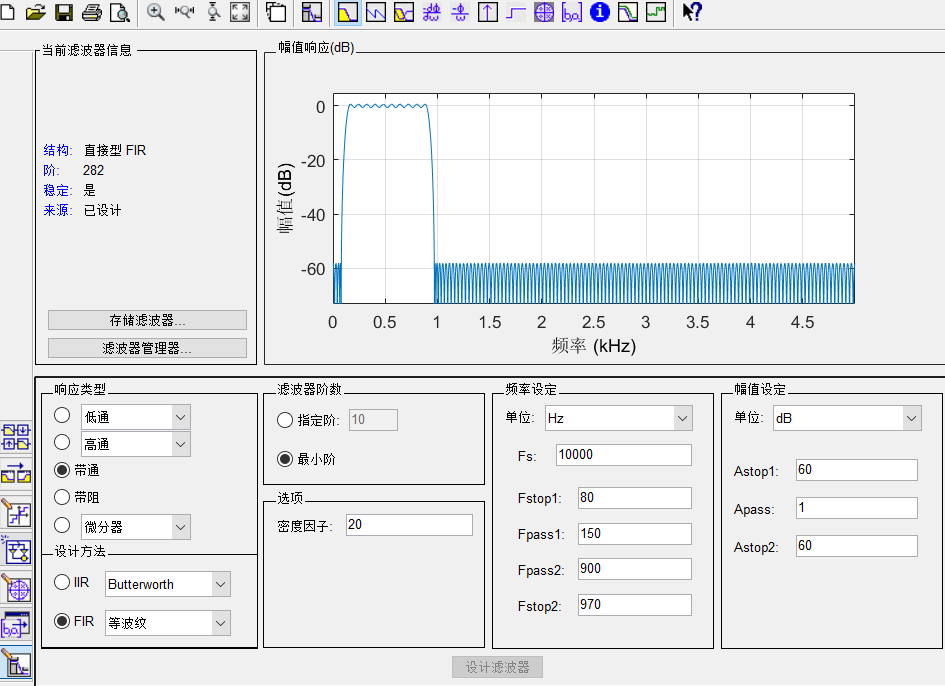 当前滤波器信息
结构: 直接型 FIR
阶: 282
稳定: 是
来源: 已设计
存储滤波器...
滤波器管理器...
幅值响应(dB)
幅值(dB)
0
-20
-40
-60
0 0.5 1 1.5 2 2.5 3 3.5 4 4.5
频率 (kHz)
响应类型
低通
高通
带通
带阻
微分器
设计方法
IIR Butterworth
FIR 等波纹
滤波器阶数
指定阶: 10
最小阶
选项
密度因子: 20
频率设定
单位: Hz
Fs: 10000
Fstop1: 80
Fpass1: 150
Fpass2: 900
Fstop2: 970
幅值设定
单位: dB
Astop1: 60
Apass: 1
Astop2: 60
设计滤波器